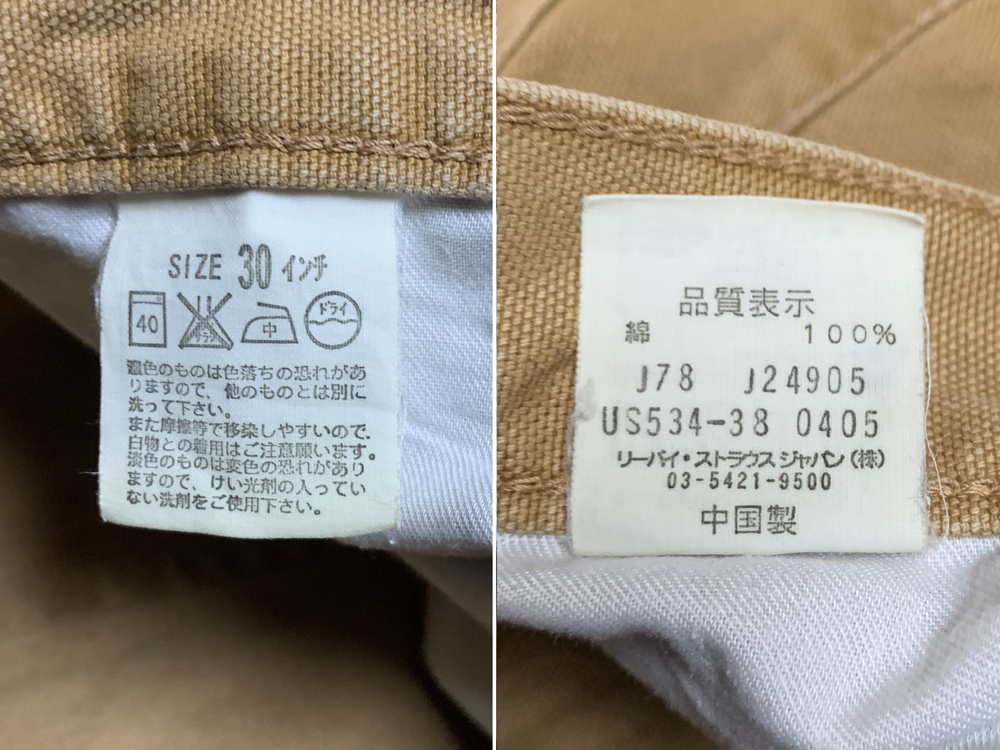 SIZE 30 インチ
40 サラシ 中 ドライ
濃色のものは色落ちの恐れがあ
りますので、他のものとは別に
洗って下さい。
また摩擦等で移染しやすいので、
白物との着用はご注意願います。
淡色のものは変色の恐れがあり
ますので、けい光剤の入ってい
ない洗剤をご使用下さい。
品質表示
綿 100%
J78 J24905
US534-38 0405
リーバイ・ストラウス ジャパン(株)
03-5421-9500
中国製